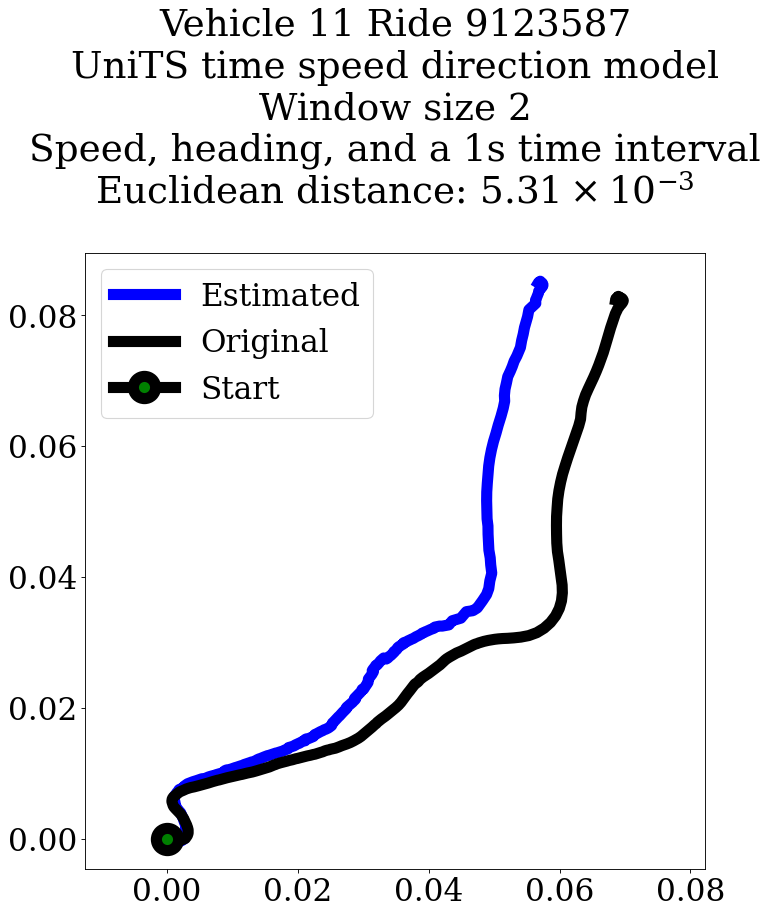 Vehicle 11 Ride 9123587
UniTS time speed direction model
Window size 2
Speed, heading, and a 1s time interval
Euclidean distance: 5.31 × 10⁻³
Estimated
Original
Start
0.08
0.06
0.04
0.02
0.00
0.00 0.02 0.04 0.06 0.08